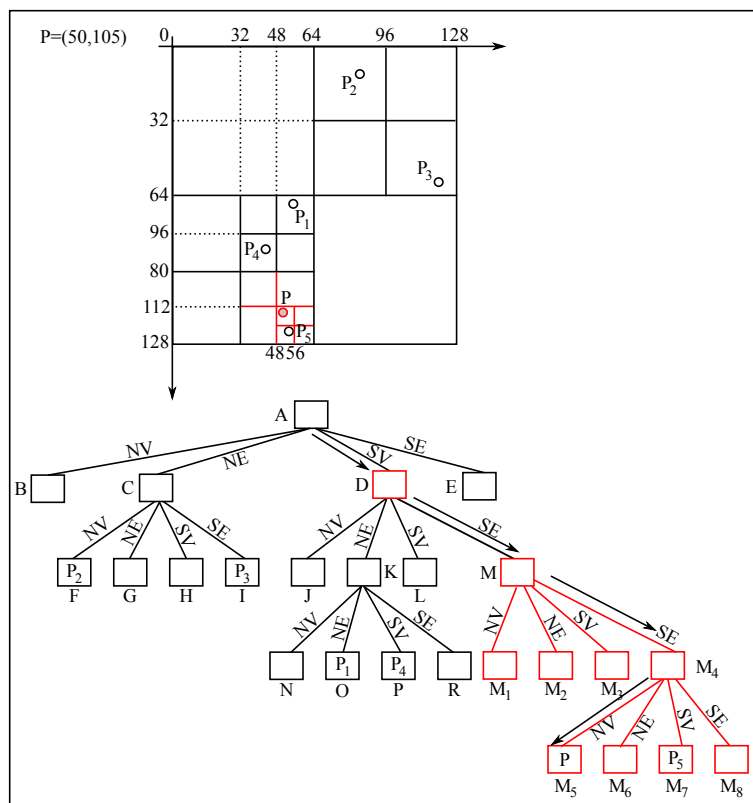 P=(50,105) 0 32 48 64 96 128
P2
32
P3
64
P1
96
P4
80
P
112
P5
128
48 56
A
NV NE SV SE
B C D E
NV NE SV SE NV NE SV SE
P2 P3 K M
F G H I J L
NV NE SV SE NV NE SV SE
P1 P4 M4
N O P R M1 M2 M3
NV NE SV SE
P P5
M5 M6 M7 M8